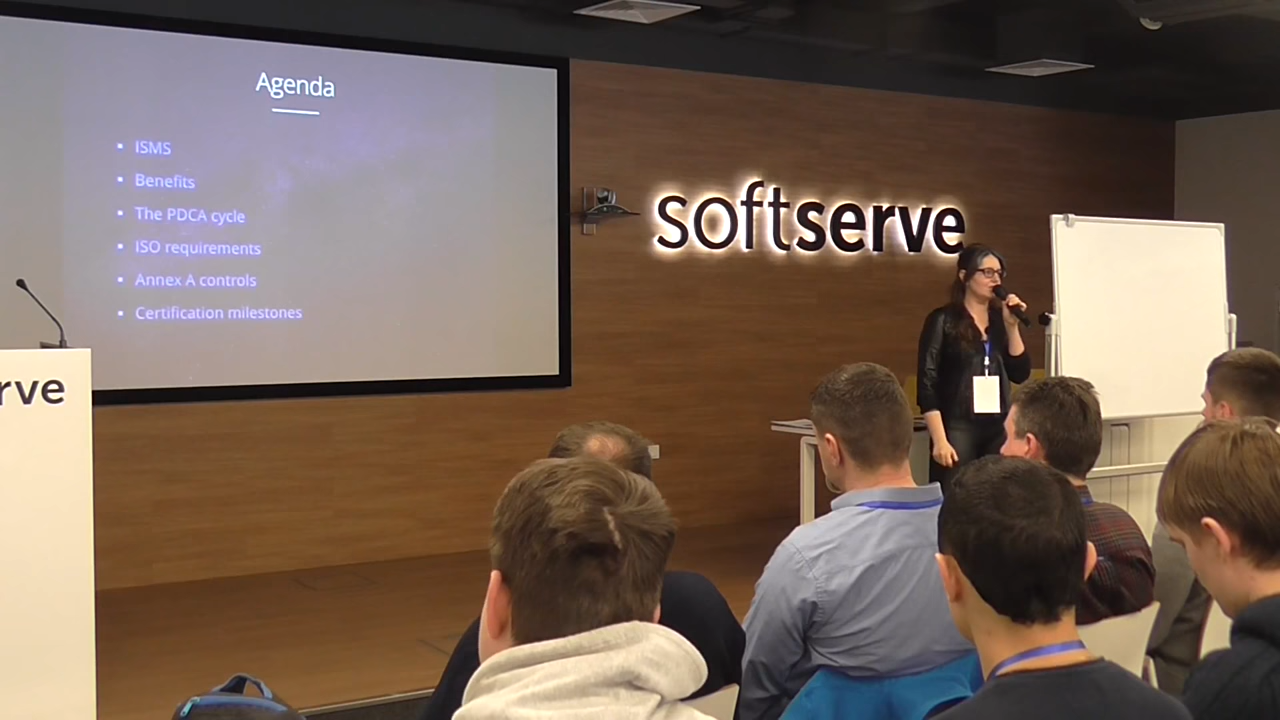 Agenda
ISMS
Benefits
The PDCA cycle
ISO requirements
Annex A controls
Certification milestones
softserve
rve